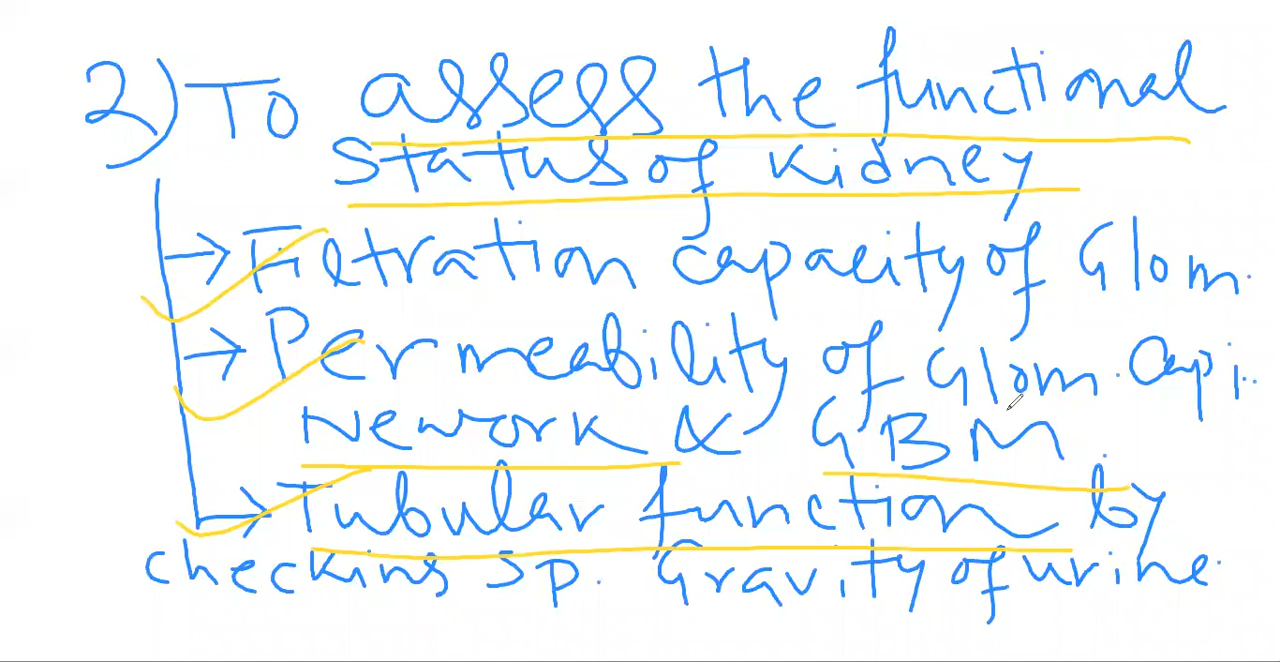 2) To assess the functional
status of kidney
→ Filtration capacity of Glom.
→ Permeability of Glom. Capi.
Nework & GBM
→ Tubular function by
checking Sp. Gravity of urine.